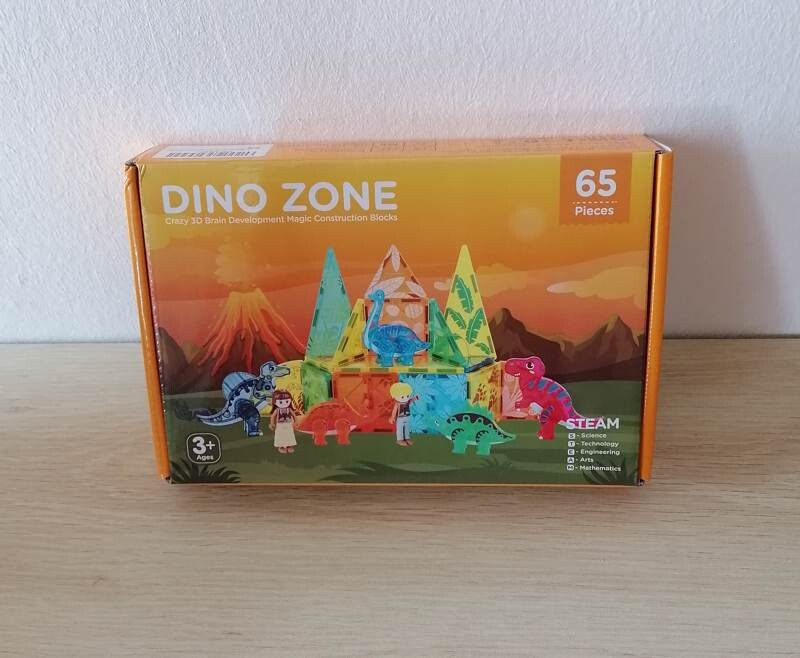 DINO ZONE
Crazy 3D Brain Development Magic Construction Blocks
65
Pieces
3+
Ages
STEAM
S - Science
T - Technology
E - Engineering
A - Arts
M - Mathematics